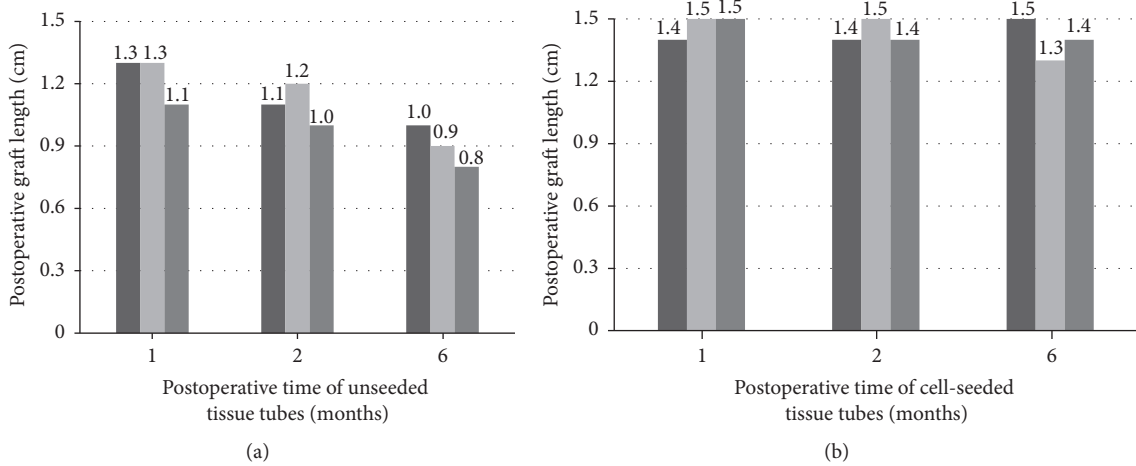 1.5
1.2
0.9
0.6
0.3
0
Postoperative graft length (cm)
1.3 1.3
1.1
1.1
1.2
1.0
1.0
0.9
0.8
1 2 6
Postoperative time of unseeded
tissue tubes (months)
(a)
1.5
1.2
0.9
0.6
0.3
0
Postoperative graft length (cm)
1.4
1.5
1.5
1.4
1.5
1.4
1.5
1.3
1.4
1 2 6
Postoperative time of cell-seeded
tissue tubes (months)
(b)